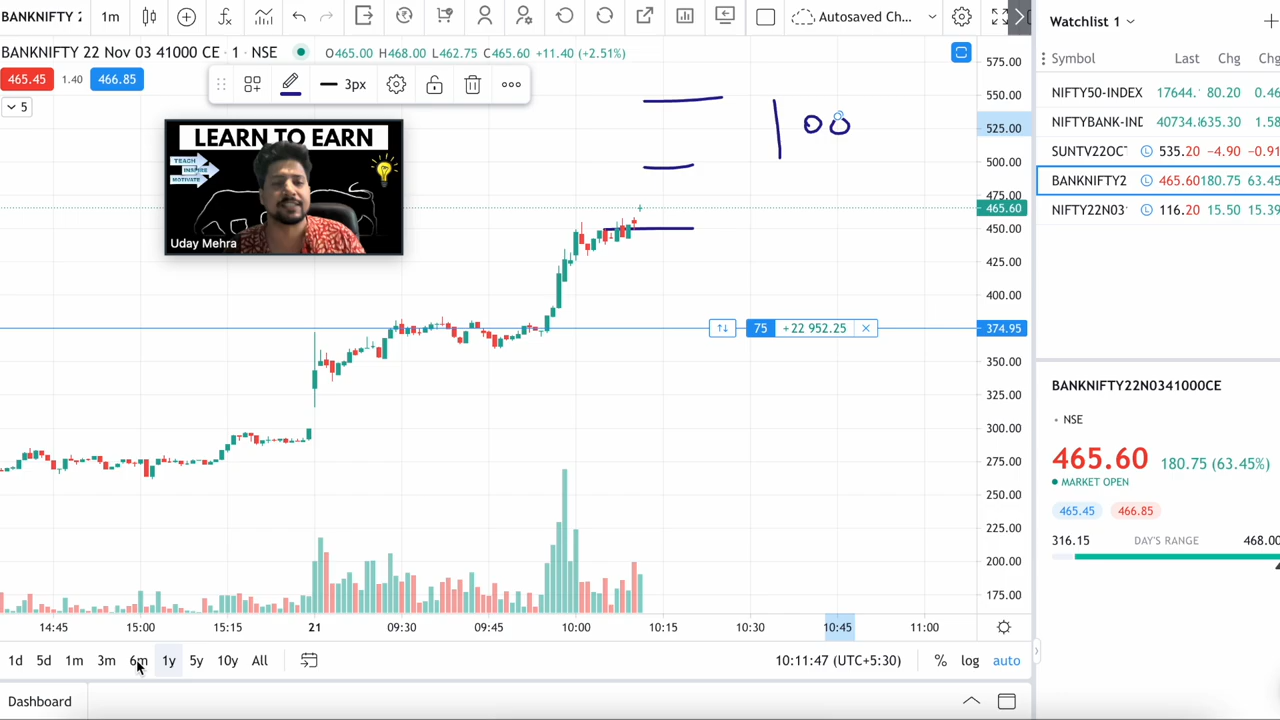 BANKNIFTY 2 1m Autosaved Ch...
BANKNIFTY 22 Nov 03 41000 CE · 1 · NSE O465.00 H468.00 L462.75 C465.60 +11.40 (+2.51%)
465.45 1.40 466.85
3px
5
LEARN TO EARN
TEACH
INSPIRE
MOTIVATE
Uday Mehra
100
575.00
550.00
525.00
500.00
475.00
465.60
450.00
425.00
400.00
75 +22 952.25
374.95
350.00
325.00
300.00
275.00
250.00
225.00
200.00
175.00
14:45 15:00 15:15 21 09:30 09:45 10:00 10:15 10:30 10:45 11:00
1d 5d 1m 3m 6m 1y 5y 10y All 10:11:47 (UTC+5:30) % log auto
Dashboard
Watchlist 1
Symbol Last Chg Chg
NIFTY50-INDEX 17644. 80.20 0.46
NIFTYBANK-IND 40734.635.30 1.58
SUNTV22OC 535.20 −4.90 −0.91
BANKNIFTY2 465.60180.75 63.45
NIFTY22N03 116.20 15.50 15.39
BANKNIFTY22N0341000CE
NSE
465.60 180.75 (63.45%)
MARKET OPEN
465.45 466.85
316.15 DAY'S RANGE 468.00